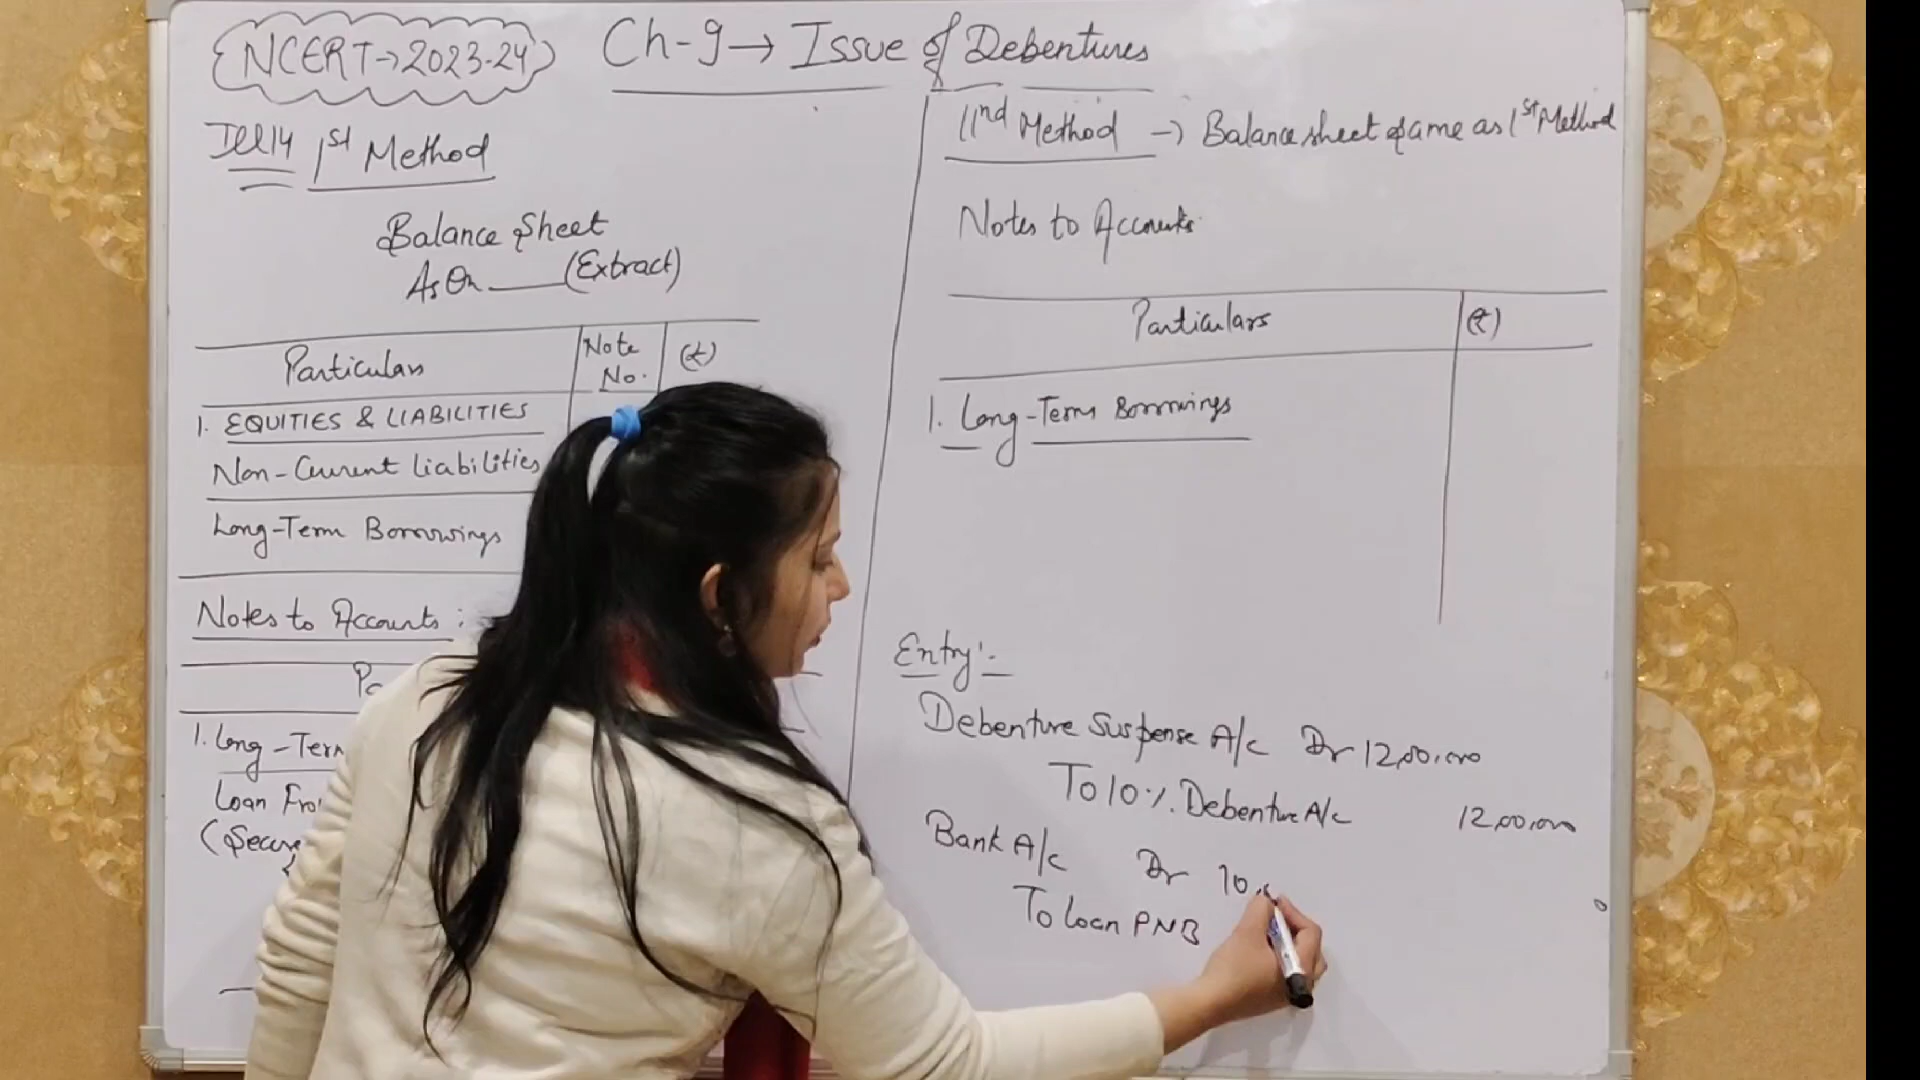 NCERT→2023-24 Ch-9→ Issue of Debentures
Ill 14 1st Method
Balance Sheet
As On ____ (Extract)
Particulars Note No. (₹)
1. EQUITIES & LIABILITIES
Non-Current Liabilities
Long-Term Borrowings
Notes to Accounts:
1. Long-Term
Loan
IInd Method → Balance sheet same as 1st Method
Notes to Accounts
Particulars (₹)
1. Long-Term Borrowings
Entry:-
Debenture Suspense A/c Dr 12,00,000
To 10%. Debenture A/c 12,00,000
Bank A/c Dr 10,
To loan PNB